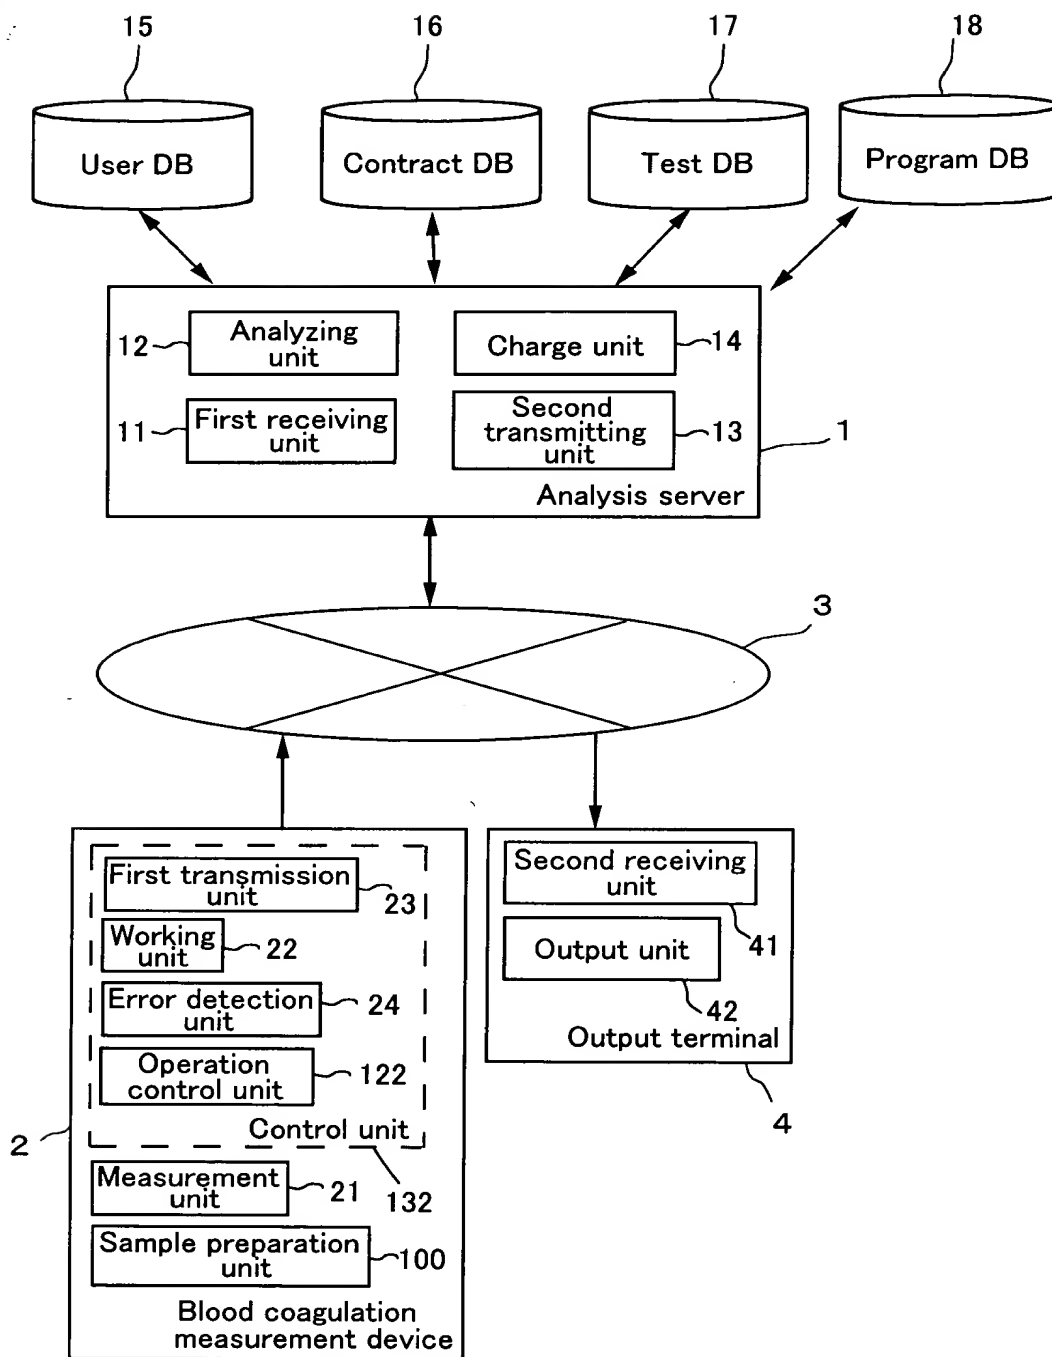 15
16
17
18
User DB
Contract DB
Test DB
Program DB
12
Analyzing
unit
Charge unit
14
11
First receiving
unit
Second
transmitting
unit
13
1
Analysis server
3
First transmission
unit
23
Working
unit
22
Error detection
unit
24
Operation
control unit
122
Control unit
2
132
Measurement
unit
21
Sample preparation
unit
100
Blood coagulation
measurement device
Second receiving
unit
41
Output unit
42
Output terminal
4